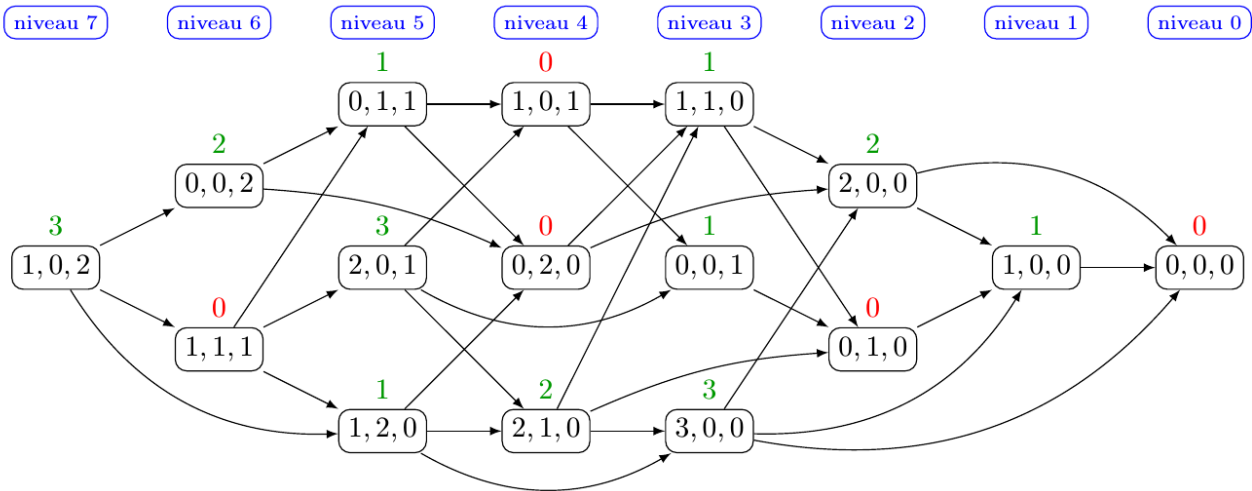 niveau 7 niveau 6 niveau 5 niveau 4 niveau 3 niveau 2 niveau 1 niveau 0
1 0 1
0, 1, 1 1, 0, 1 1, 1, 0
2 2
0, 0, 2 2, 0, 0
3 3 0 1 1 0
1, 0, 2 2, 0, 1 0, 2, 0 0, 0, 1 1, 0, 0 0, 0, 0
0 0
1, 1, 1 0, 1, 0
1 2 3
1, 2, 0 2, 1, 0 3, 0, 0